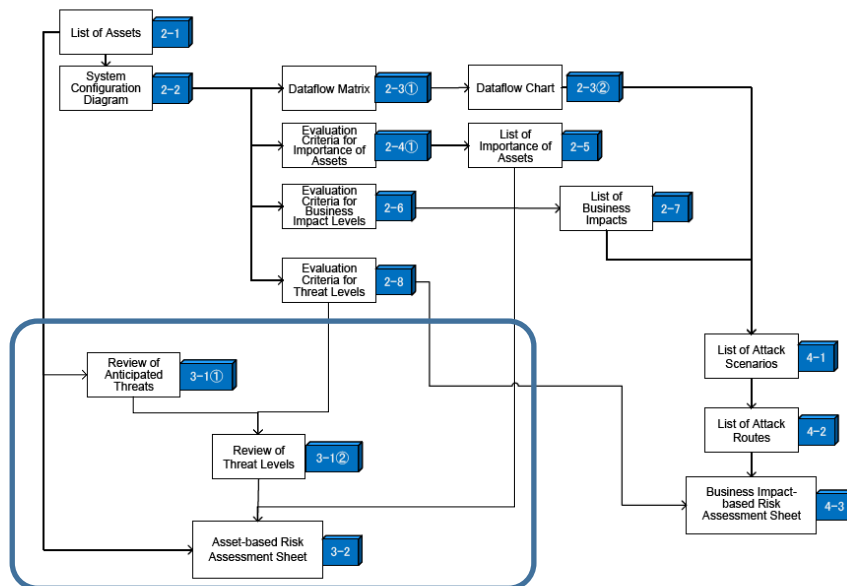 List of Assets
2-1
System
Configuration
Diagram
2-2
Dataflow Matrix
2-3①
Dataflow Chart
2-3②
Evaluation
Criteria for
Importance of
Assets
2-4①
List of
Importance of
Assets
2-5
Evaluation
Criteria for
Business
Impact Levels
2-6
List of
Business
Impacts
2-7
Evaluation
Criteria for
Threat Levels
2-8
Review of
Anticipated
Threats
3-1①
List of Attack
Scenarios
4-1
Review of
Threat Levels
3-1②
List of Attack
Routes
4-2
Business Impact-
based Risk
Assessment Sheet
4-3
Asset-based Risk
Assessment Sheet
3-2